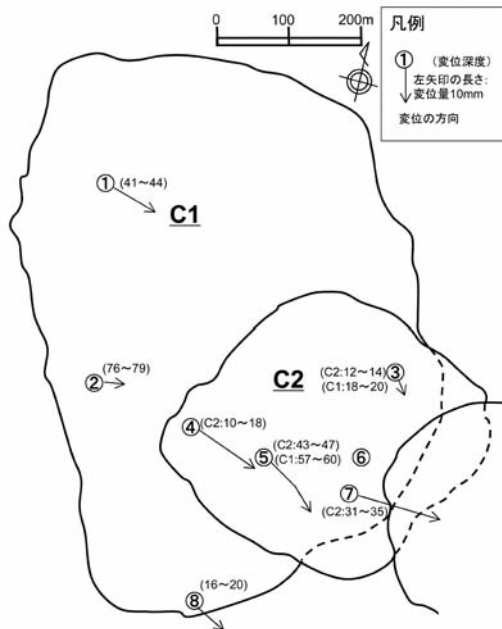 0 100 200m
凡例
① (変位深度)
左矢印の長さ:
変位量10mm
変位の方向
① (41～44)
C1
② (76～79)
C2
(C2:12～14) ③
(C1:18～20)
④ (C2:10～18)
⑤ (C2:43～47)
(C1:57～60)
⑥
⑦
(C2:31～35)
(16～20)
⑧